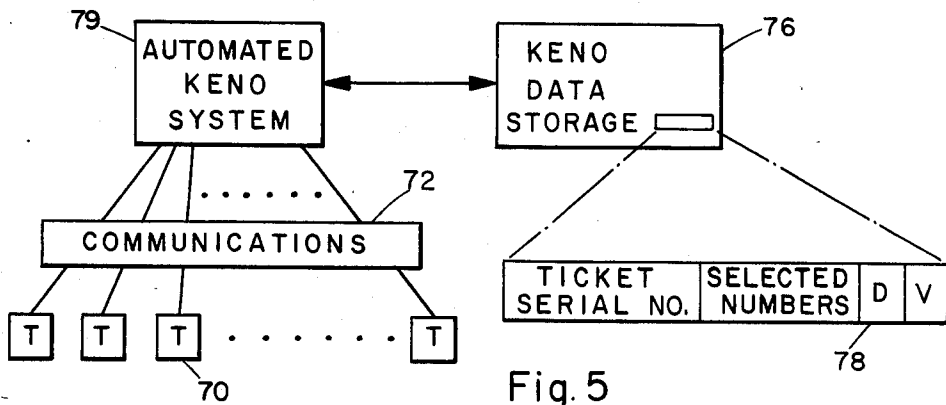 79
AUTOMATED
KENO
SYSTEM
76
KENO
DATA
STORAGE
72
COMMUNICATIONS
T T T T
70
TICKET
SERIAL NO.
SELECTED
NUMBERS
D
V
78
Fig. 5